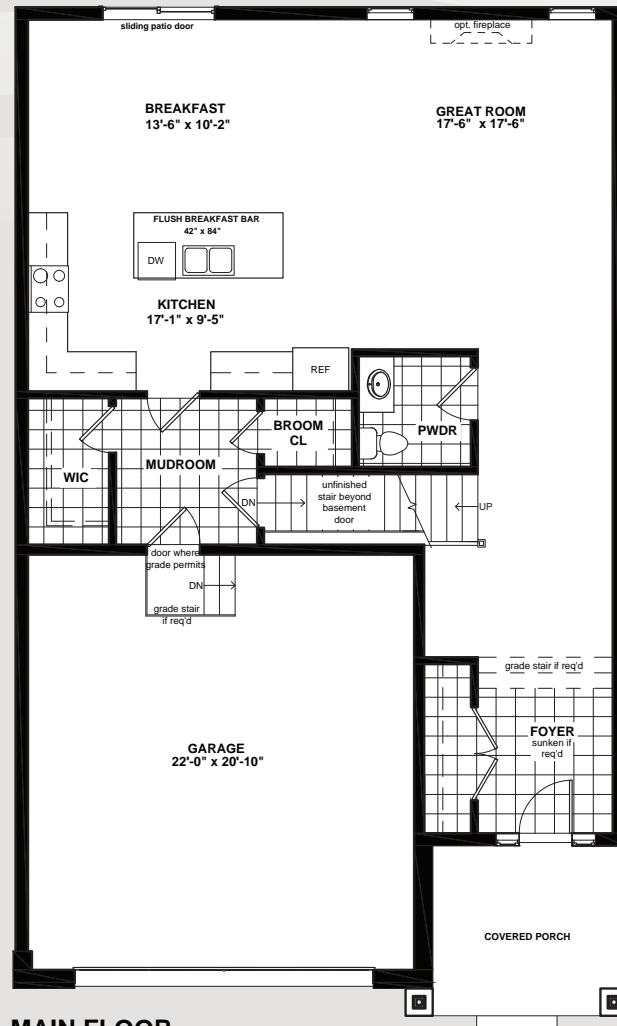 sliding patio door
opt. fireplace
BREAKFAST
13'-6" x 10'-2"
GREAT ROOM
17'-6" x 17'-6"
FLUSH BREAKFAST BAR
42" x 84"
DW
KITCHEN
17'-1" x 9'-5"
REF
BROOM
CL
PWDR
WIC
MUDROOM
unfinished
stair beyond
basement
door
DN
UP
door where
grade permits
DN
grade stair
if req'd
grade stair if req'd
FOYER
sunken if
req'd
GARAGE
22'-0" x 20'-10"
COVERED PORCH
MAIN FLOOR